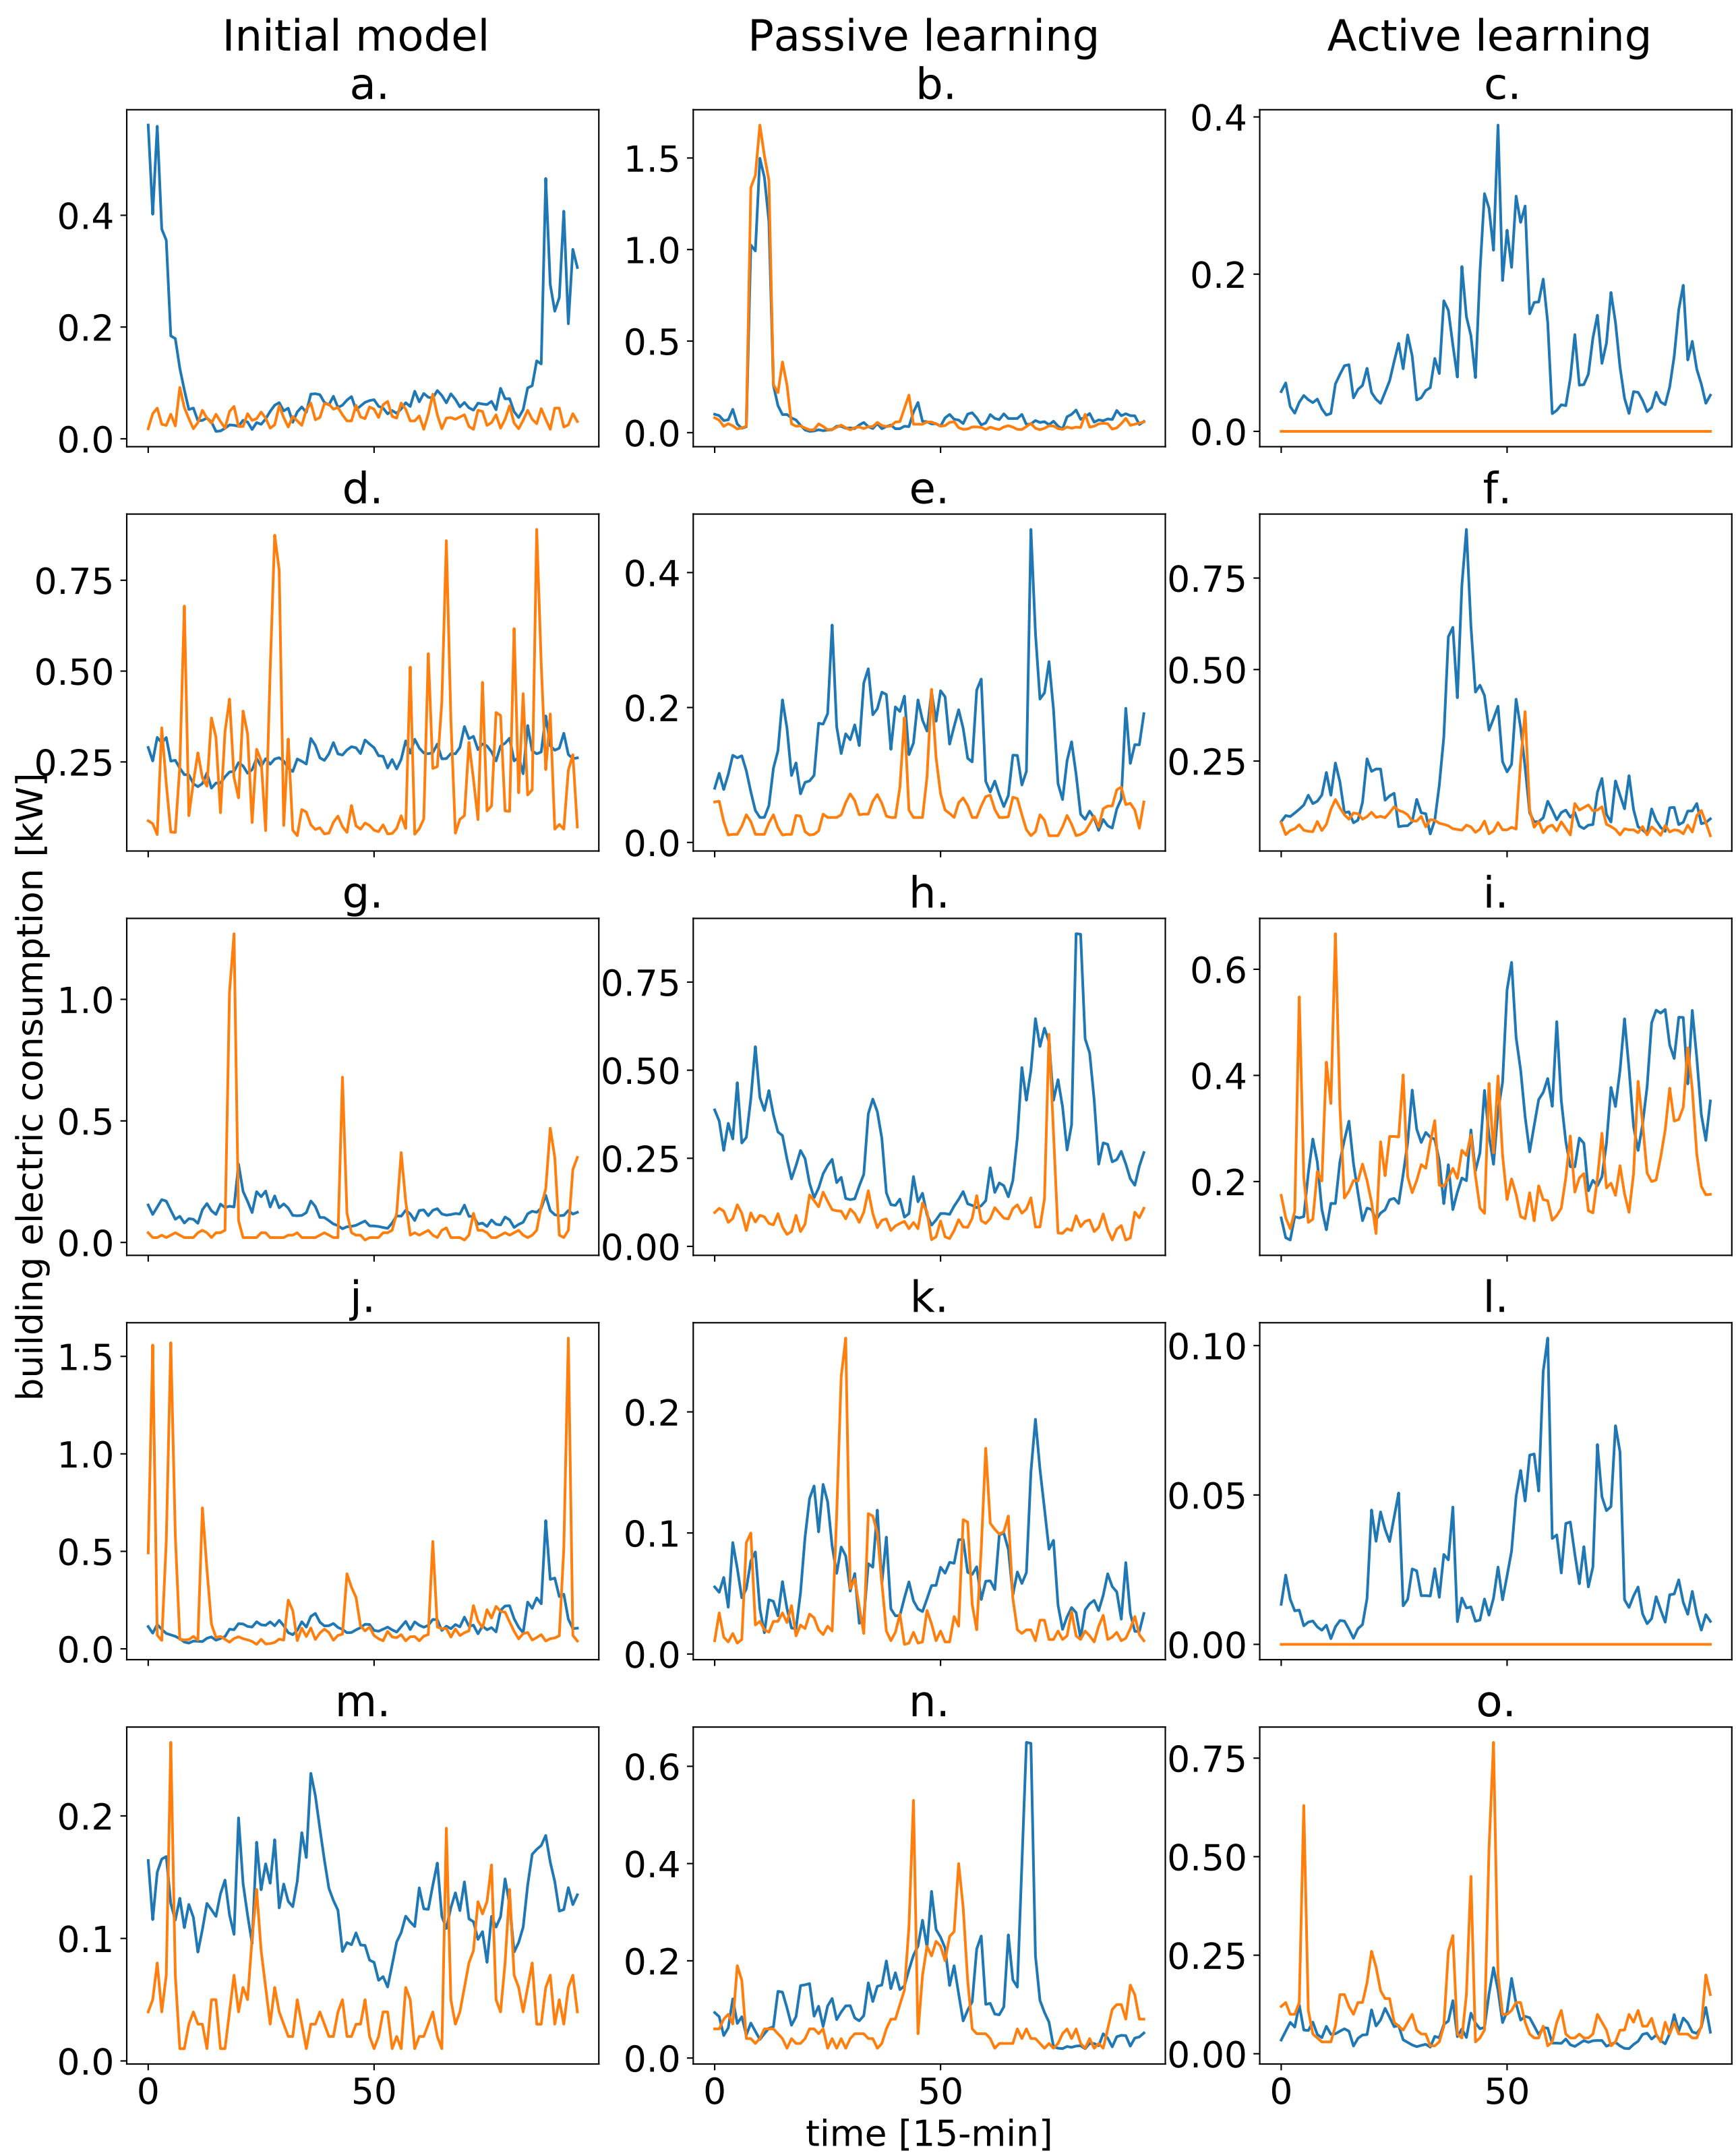 Initial model
Passive learning
Active learning
a.
b.
c.
0.4
0.2
0.0
1.5
1.0
0.5
0.0
0.4
0.2
0.0
d.
e.
f.
0.75
0.50
0.25
0.4
0.2
0.0
0.75
0.50
0.25
g.
h.
i.
1.0
0.5
0.0
0.75
0.50
0.25
0.00
0.6
0.4
0.2
j.
k.
l.
1.5
1.0
0.5
0.0
0.2
0.1
0.0
0.10
0.05
0.00
m.
n.
o.
0.2
0.1
0.0
0.6
0.4
0.2
0.0
0.75
0.50
0.25
0.00
0
50
0
50
0
50
building electric consumption [kW]
time [15-min]